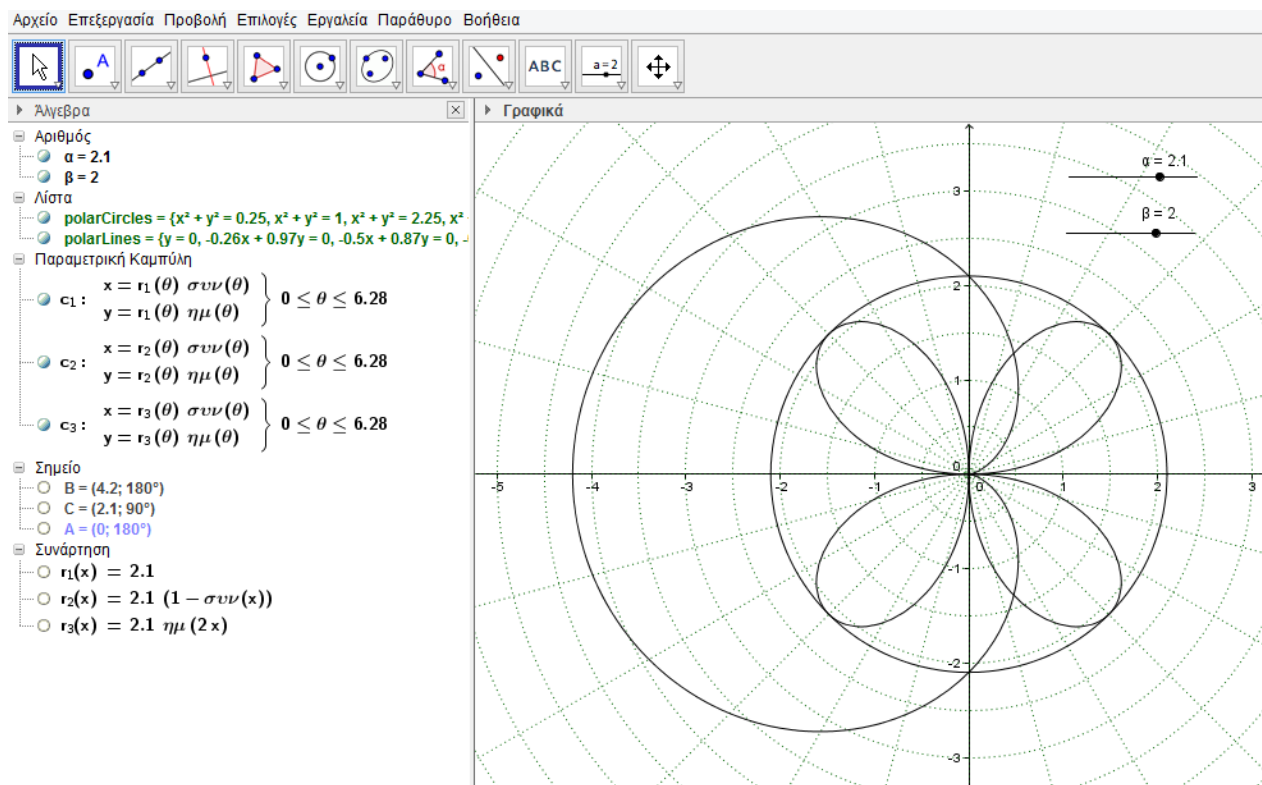 Αρχείο Επεξεργασία Προβολή Επιλογές Εργαλεία Παράθυρο Βοήθεια
A α ABC a = 2
Άλγεβρα
Αριθμός
α = 2.1
β = 2
Λίστα
polarCircles = {x² + y² = 0.25, x² + y² = 1, x² + y² = 2.25, x²
polarLines = {y = 0, -0.26x + 0.97y = 0, -0.5x + 0.87y = 0, -
Παραμετρική Καμπύλη
x = r₁(θ) συν(θ)
c₁ : } 0 ≤ θ ≤ 6.28
y = r₁(θ) ημ(θ)
x = r₂(θ) συν(θ)
c₂ : } 0 ≤ θ ≤ 6.28
y = r₂(θ) ημ(θ)
x = r₃(θ) συν(θ)
c₃ : } 0 ≤ θ ≤ 6.28
y = r₃(θ) ημ(θ)
Σημείο
B = (4.2; 180°)
C = (2.1; 90°)
A = (0; 180°)
Συνάρτηση
r₁(x) = 2.1
r₂(x) = 2.1 (1 − συν(x))
r₃(x) = 2.1 ημ(2 x)
Γραφικά
α = 2.1
β = 2
3
2
1
0
-5 -4 -3 -2 -1 0 1 2 3
-1
-2
-3